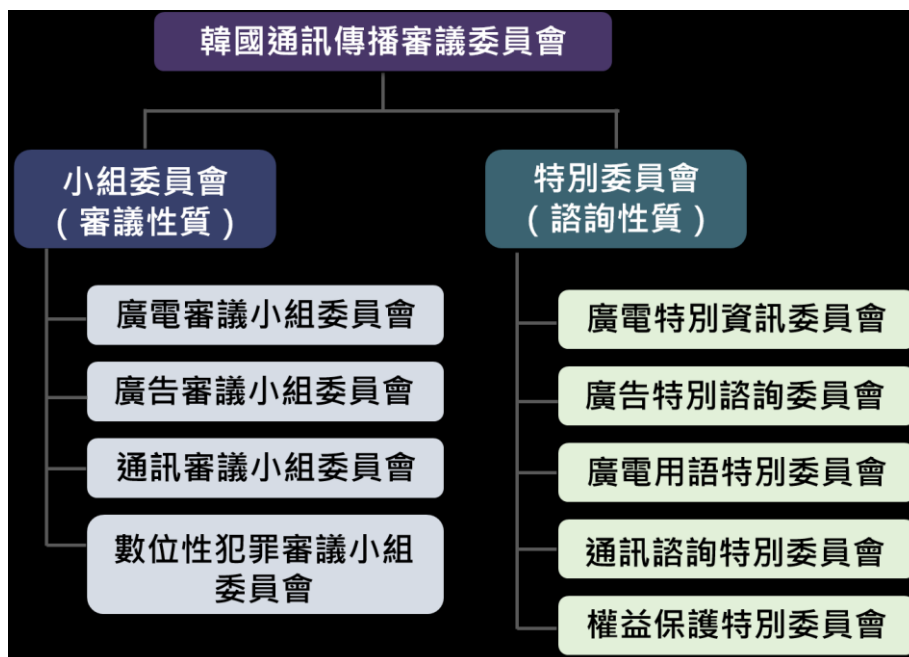 韓國通訊傳播審議委員會
小組委員會
(審議性質)
廣電審議小組委員會
廣告審議小組委員會
通訊審議小組委員會
數位性犯罪審議小組
委員會
特別委員會
(諮詢性質)
廣電特別資訊委員會
廣告特別諮詢委員會
廣電用語特別委員會
通訊諮詢特別委員會
權益保護特別委員會